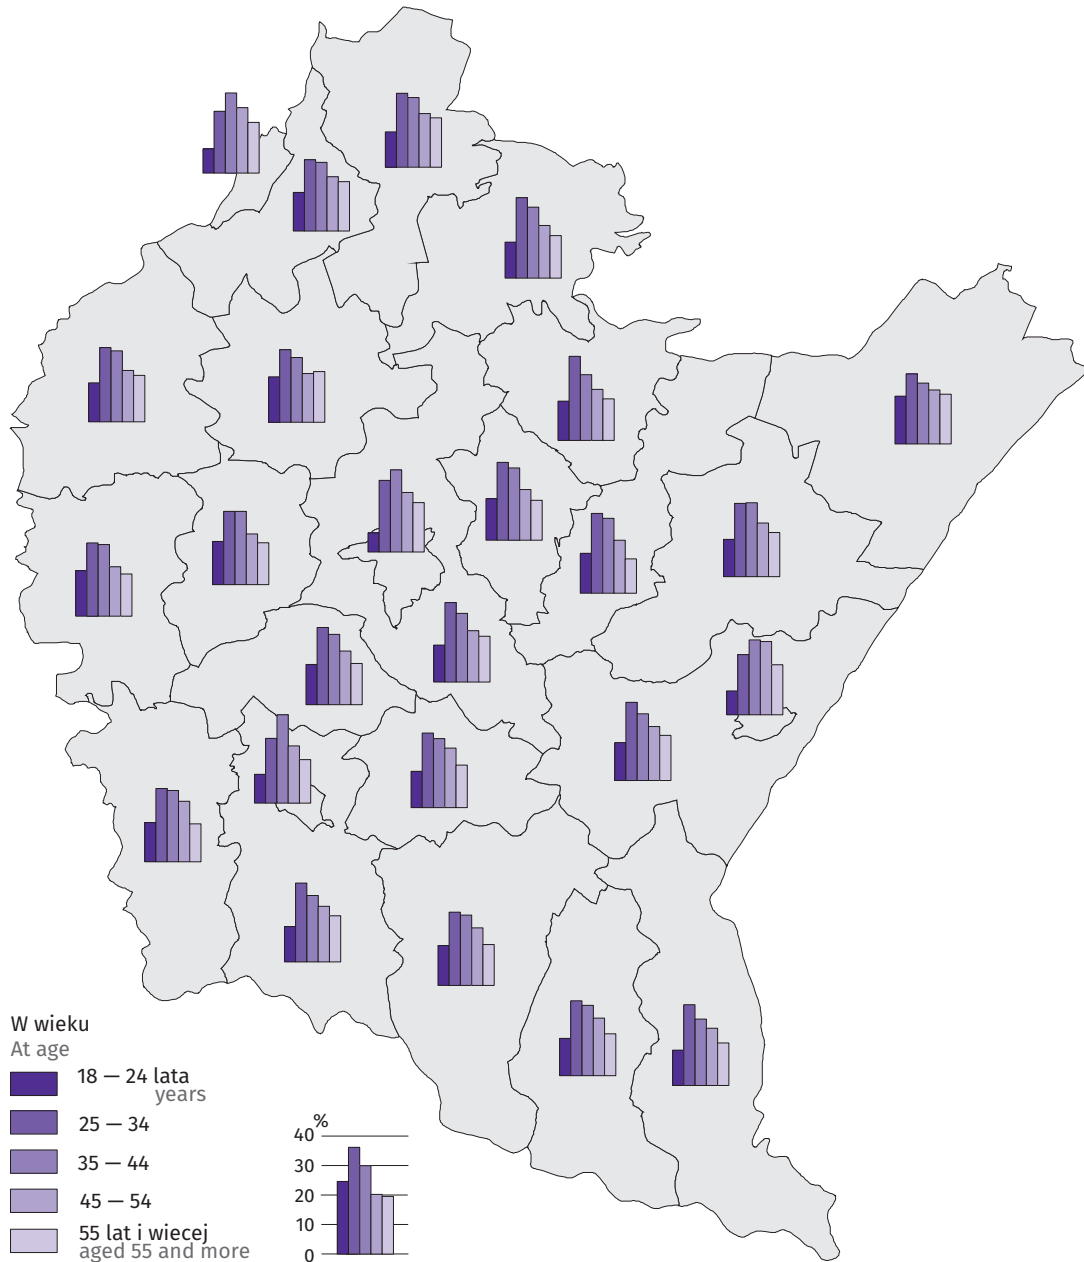 W wieku
At age
18 — 24 lata
years
25 — 34
35 — 44
45 — 54
55 lat i wiecej
aged 55 and more
%
40
30
20
10
0